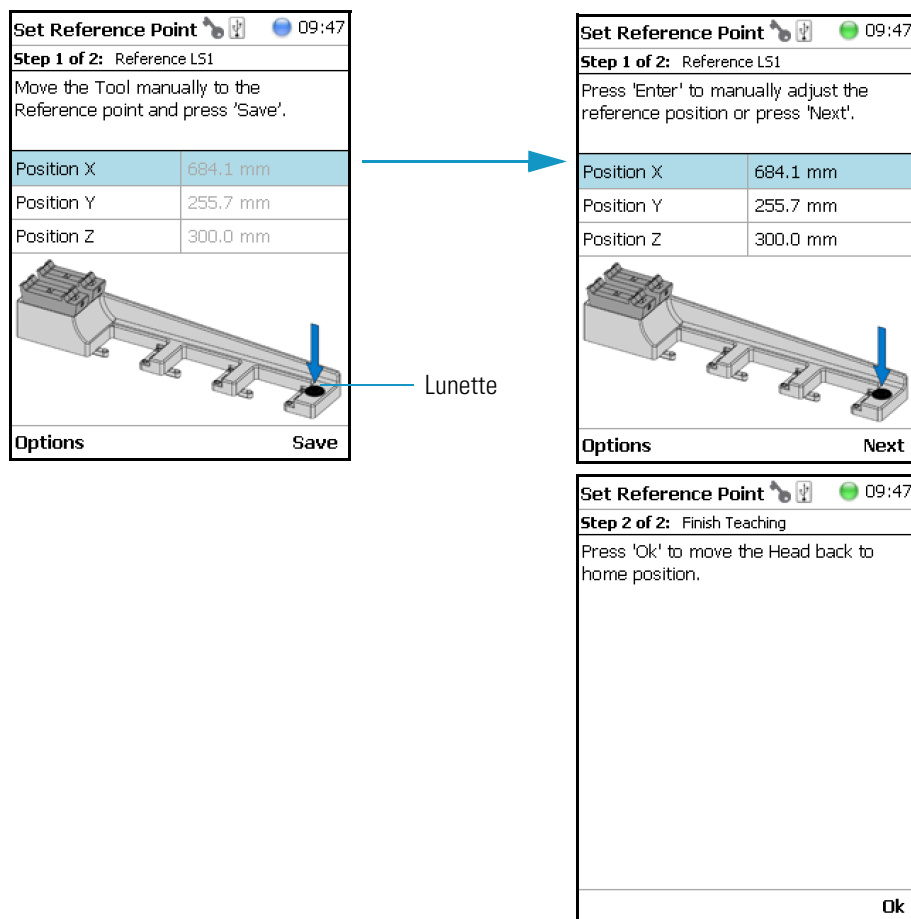 Set Reference Point 09:47
Step 1 of 2: Reference LS1
Move the Tool manually to the
Reference point and press 'Save'.
Position X 684.1 mm
Position Y 255.7 mm
Position Z 300.0 mm
Lunette
Options Save
Set Reference Point 09:47
Step 1 of 2: Reference LS1
Press 'Enter' to manually adjust the
reference position or press 'Next'.
Position X 684.1 mm
Position Y 255.7 mm
Position Z 300.0 mm
Options Next
Set Reference Point 09:47
Step 2 of 2: Finish Teaching
Press 'Ok' to move the Head back to
home position.
Ok